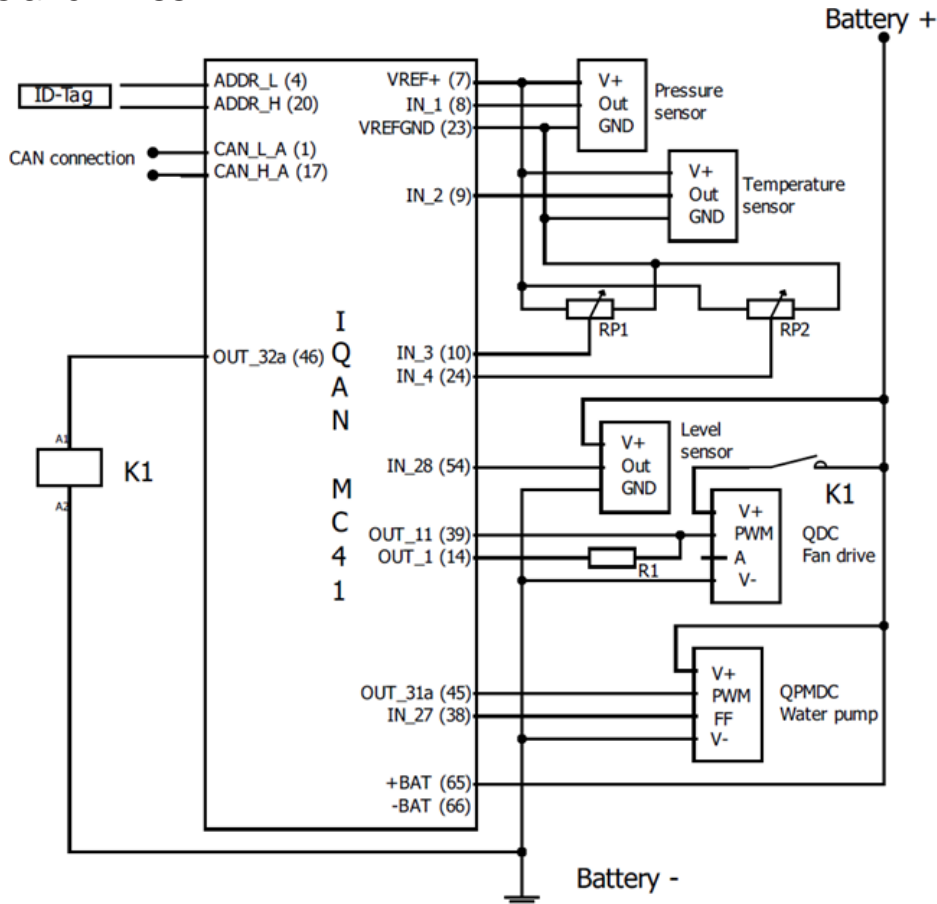 Battery +
ID-Tag
ADDR_L (4)
ADDR_H (20)
CAN connection
CAN_L_A (1)
CAN_H_A (17)
VREF+ (7)
IN_1 (8)
VREFGND (23)
V+
Out
GND
Pressure
sensor
IN_2 (9)
V+
Out
GND
Temperature
sensor
RP1
RP2
I
Q
A
N
M
C
4
1
OUT_32a (46)
IN_3 (10)
IN_4 (24)
A1
K1
A2
V+
Out
GND
Level
sensor
IN_28 (54)
K1
OUT_11 (39)
OUT_1 (14)
R1
V+
PWM
A
V-
QDC
Fan drive
OUT_31a (45)
IN_27 (38)
V+
PWM
FF
V-
QPMDC
Water pump
+BAT (65)
-BAT (66)
Battery -